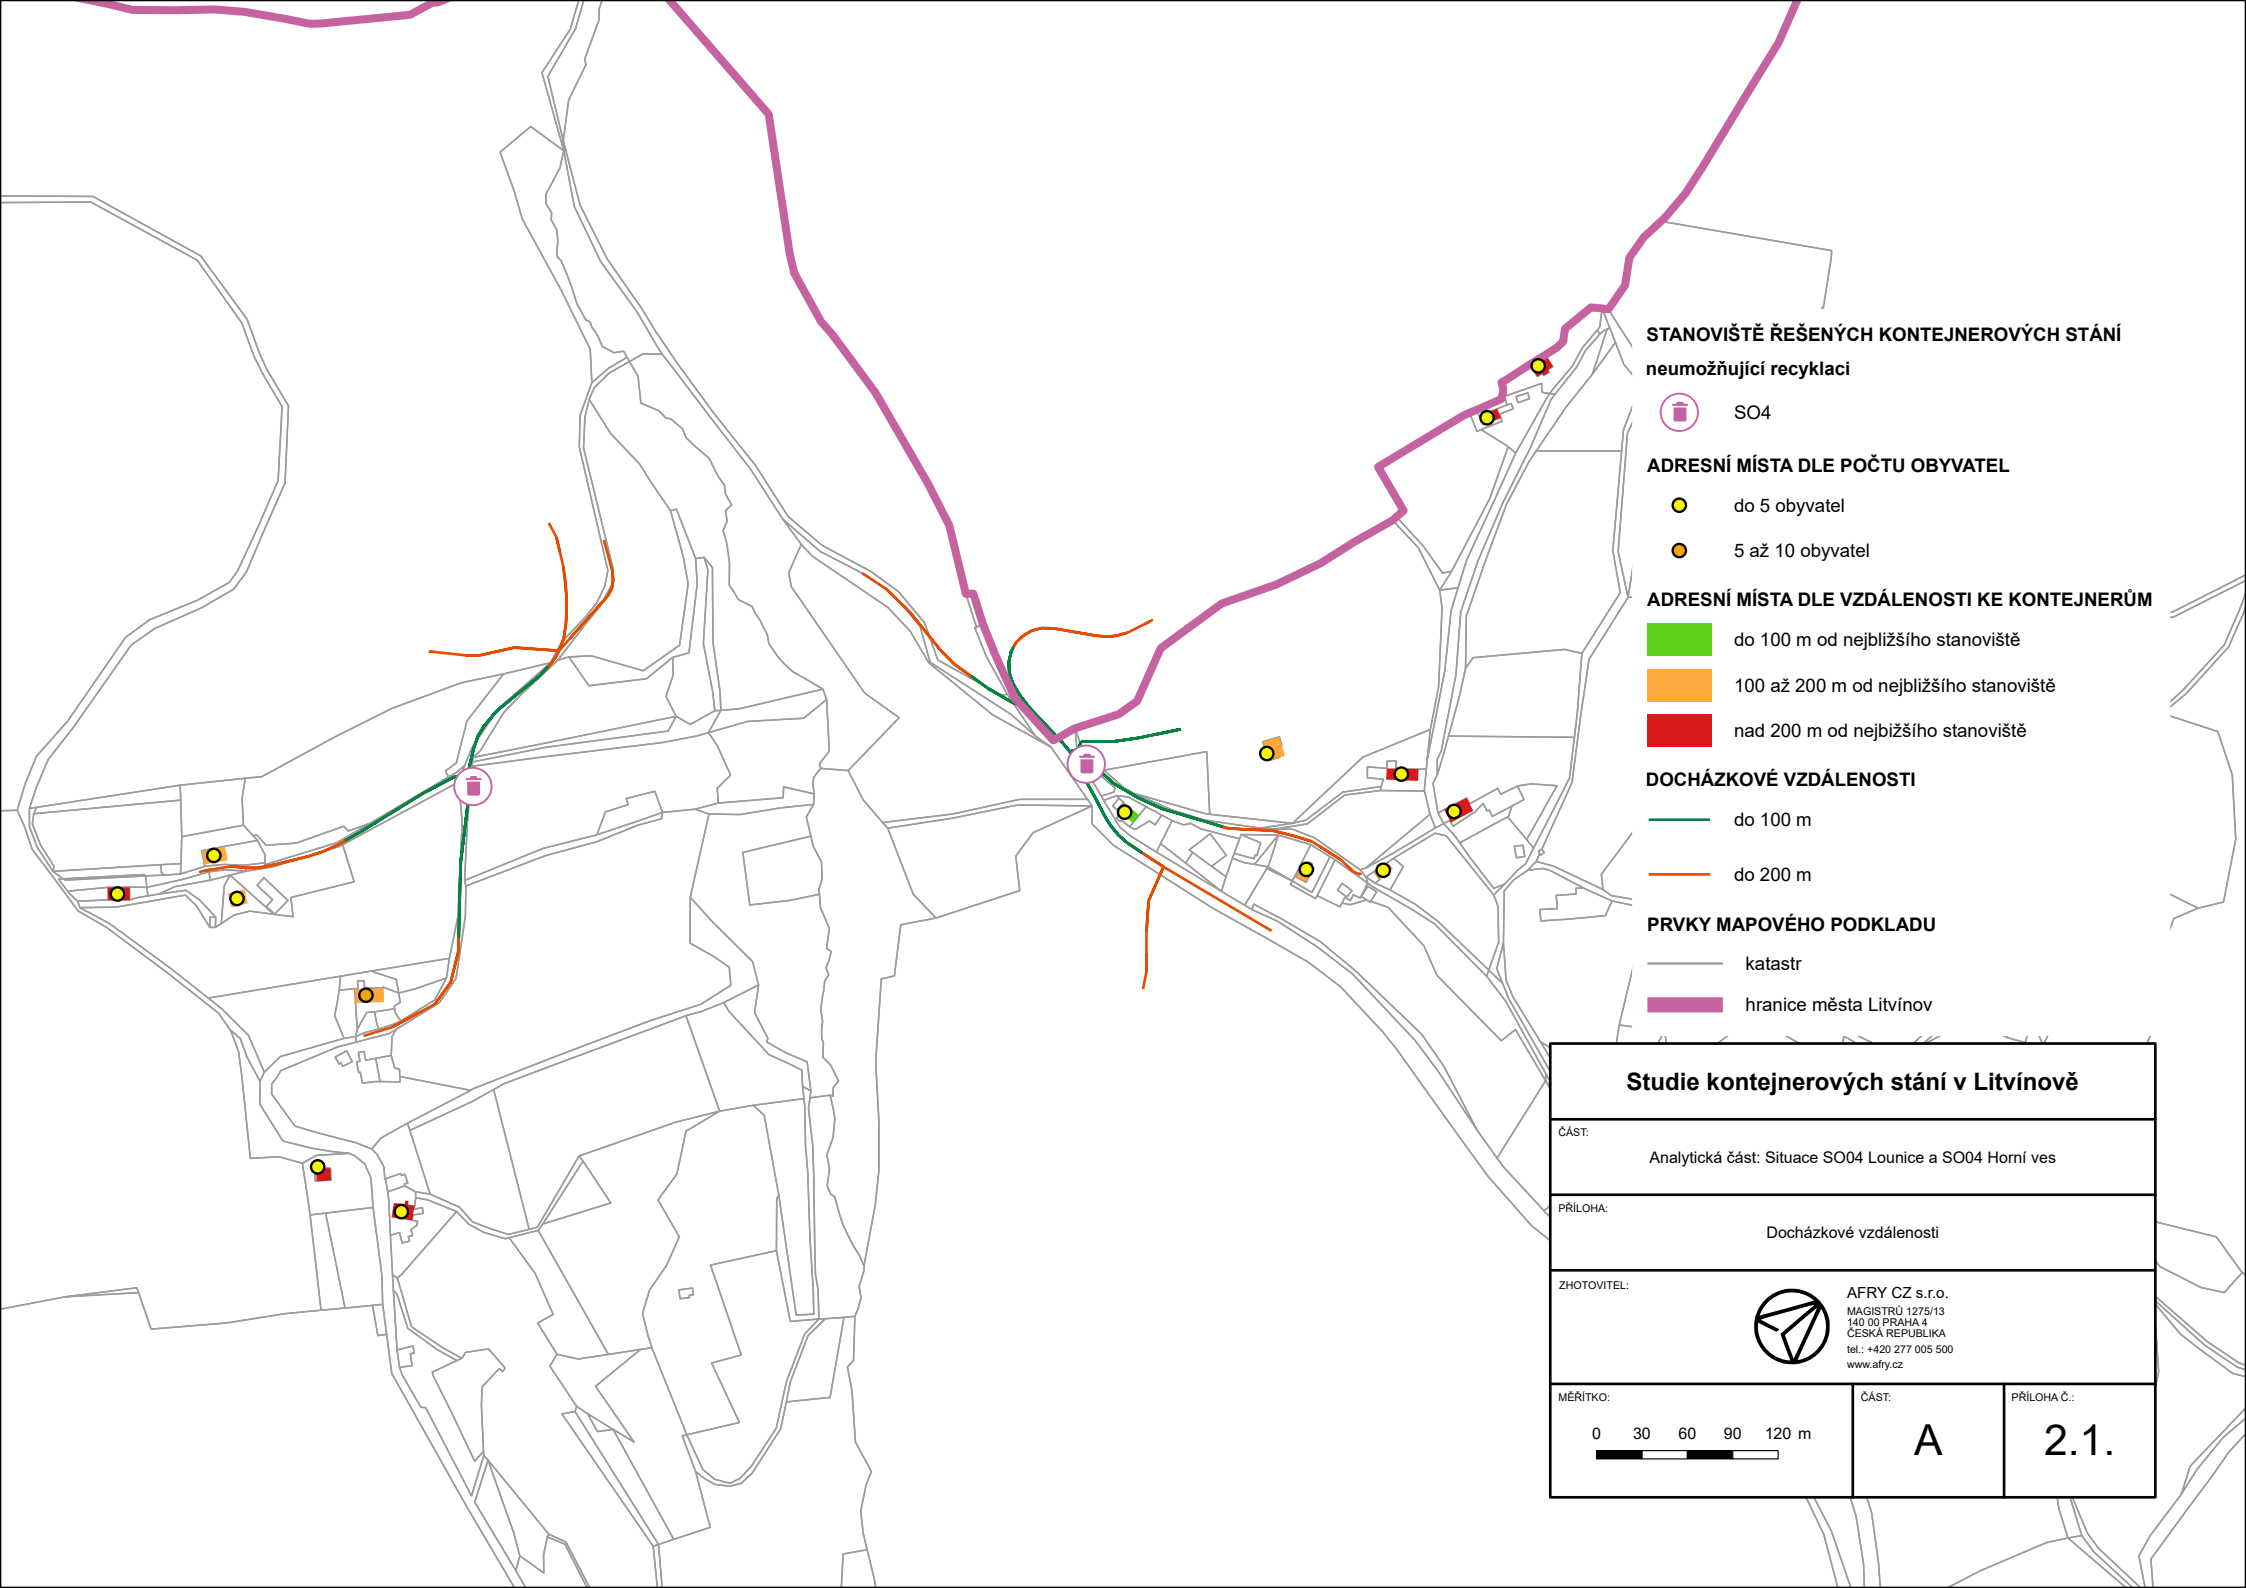 STANOVIŠTĚ ŘEŠENÝCH KONTEJNEROVÝCH STÁNÍ
neumožňující recyklaci
SO4
ADRESNÍ MÍSTA DLE POČTU OBYVATEL
do 5 obyvatel
5 až 10 obyvatel
ADRESNÍ MÍSTA DLE VZDÁLENOSTI KE KONTEJNERŮM
do 100 m od nejbližšího stanoviště
100 až 200 m od nejbližšího stanoviště
nad 200 m od nejbižšího stanoviště
DOCHÁZKOVÉ VZDÁLENOSTI
do 100 m
do 200 m
PRVKY MAPOVÉHO PODKLADU
katastr
hranice města Litvínov
Studie kontejnerových stání v Litvínově
ČÁST:
Analytická část: Situace SO04 Lounice a SO04 Horní ves
PŘÍLOHA:
Docházkové vzdálenosti
ZHOTOVITEL:
AFRY CZ s.r.o.
MAGISTRŮ 1275/13
140 00 PRAHA 4
ČESKÁ REPUBLIKA
tel.: +420 277 005 500
www.afry.cz
MĚŘÍTKO:
0 30 60 90 120 m
ČÁST:
A
PŘÍLOHA Č.:
2.1.